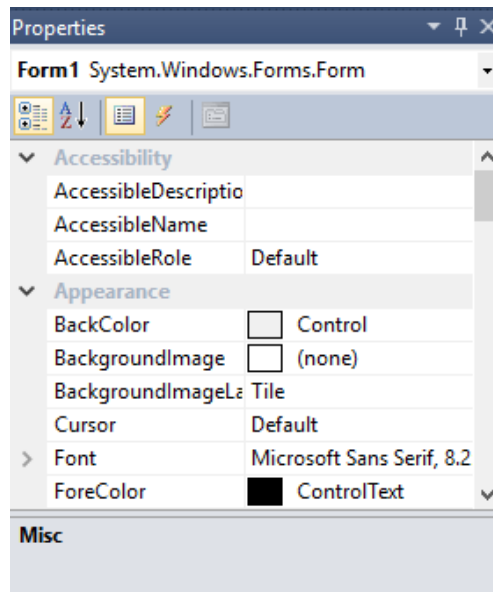 Properties
Form1 System.Windows.Forms.Form
Accessibility
AccessibleDescriptio
AccessibleName
AccessibleRole Default
Appearance
BackColor Control
BackgroundImage (none)
BackgroundImageLa Tile
Cursor Default
Font Microsoft Sans Serif, 8.2
ForeColor ControlText
Misc